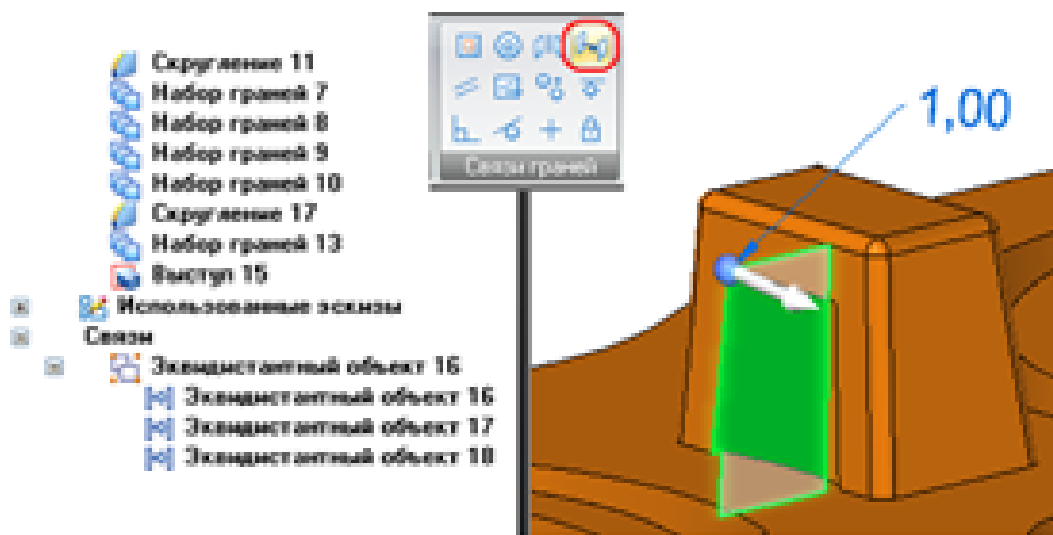 Скругление 11
Набор граней 7
Набор граней 8
Набор граней 9
Набор граней 10
Скругление 17
Набор граней 13
Выступ 15
Использованные эскизы
Связи
Эквидистантный объект 16
Эквидистантный объект 16
Эквидистантный объект 17
Эквидистантный объект 18
Связи граней
1,00